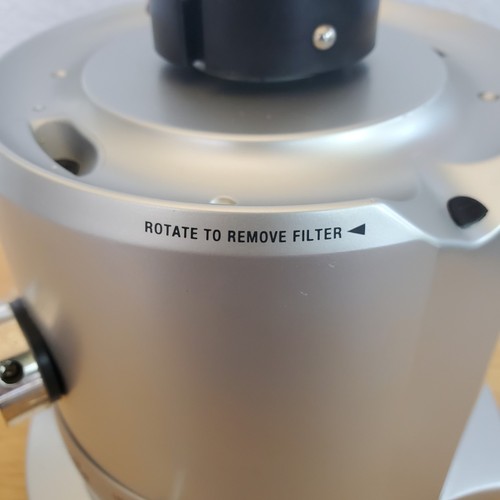 ROTATE TO REMOVE FILTER ◀